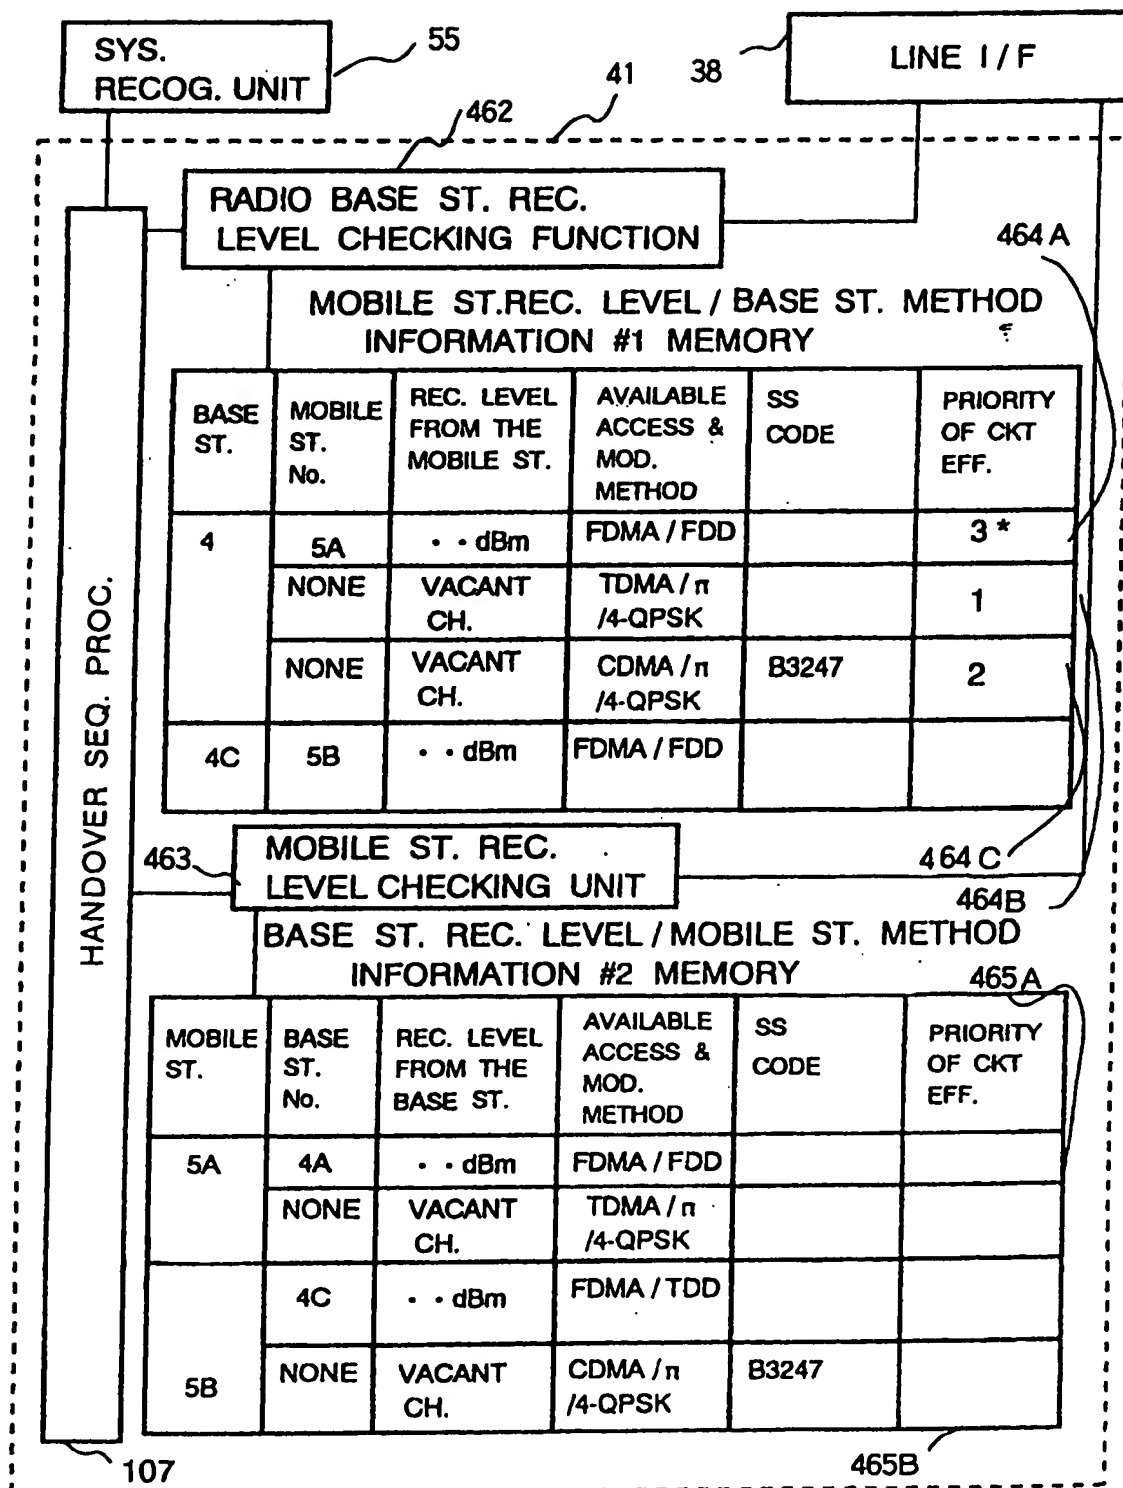 SYS.
RECOG. UNIT
55
38
LINE I / F
41
462
RADIO BASE ST. REC.
LEVEL CHECKING FUNCTION
464A
MOBILE ST.REC. LEVEL / BASE ST. METHOD
INFORMATION #1 MEMORY
BASE
ST.
MOBILE
ST.
No.
REC. LEVEL
FROM THE
MOBILE ST.
AVAILABLE
ACCESS &
MOD.
METHOD
SS
CODE
PRIORITY
OF CKT
EFF.
4
5A
・・dBm
FDMA / FDD
3 *
NONE
VACANT
CH.
TDMA / π
/4-QPSK
1
NONE
VACANT
CH.
CDMA / π
/4-QPSK
B3247
2
4C
5B
・・dBm
FDMA / FDD
HANDOVER SEQ. PROC.
463
MOBILE ST. REC.
LEVEL CHECKING UNIT
464C
464B
BASE ST. REC. LEVEL / MOBILE ST. METHOD
INFORMATION #2 MEMORY
465A
MOBILE
ST.
BASE
ST.
No.
REC. LEVEL
FROM THE
BASE ST.
AVAILABLE
ACCESS &
MOD.
METHOD
SS
CODE
PRIORITY
OF CKT
EFF.
5A
4A
・・dBm
FDMA / FDD
NONE
VACANT
CH.
TDMA / π
/4-QPSK
4C
・・dBm
FDMA / TDD
5B
NONE
VACANT
CH.
CDMA / π
/4-QPSK
B3247
107
465B